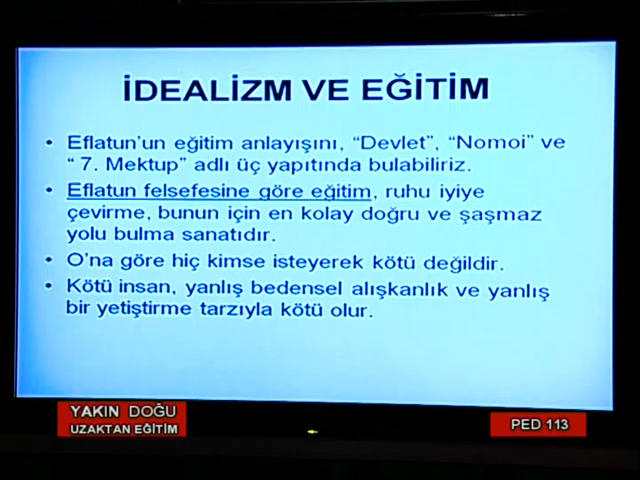 İDEALİZM VE EĞİTİM
• Eflatun'un eğitim anlayışını, “Devlet”, “Nomoi” ve
“ 7. Mektup” adlı üç yapıtında bulabiliriz.
• Eflatun felsefesine göre eğitim, ruhu iyiye
çevirme, bunun için en kolay doğru ve şaşmaz
yolu bulma sanatıdır.
• O'na göre hiç kimse isteyerek kötü değildir.
• Kötü insan, yanlış bedensel alışkanlık ve yanlış
bir yetiştirme tarzıyla kötü olur.
YAKIN DOĞU
UZAKTAN EĞİTİM
PED 113